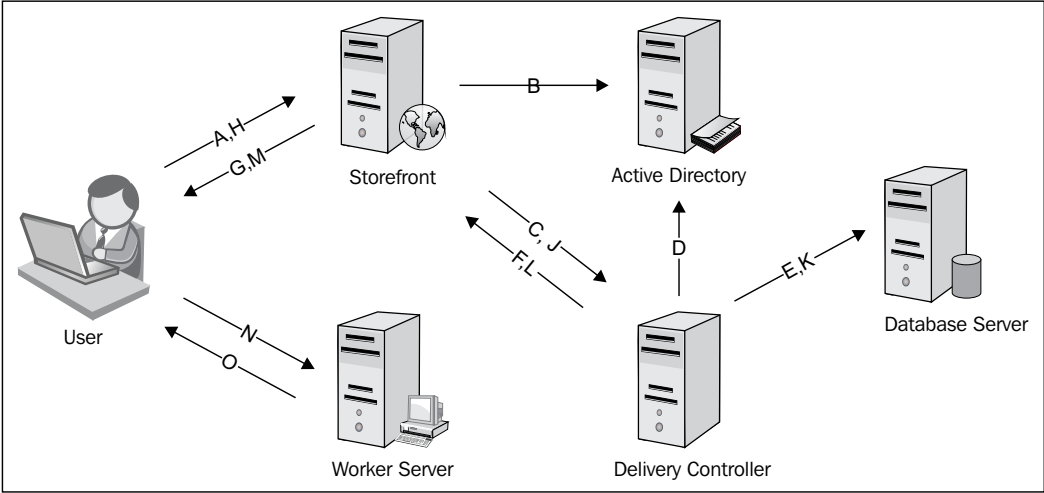 A,H
G,M
B
Storefront
Active Directory
C, J
F,L
D
E,K
User
N
O
Database Server
Worker Server
Delivery Controller